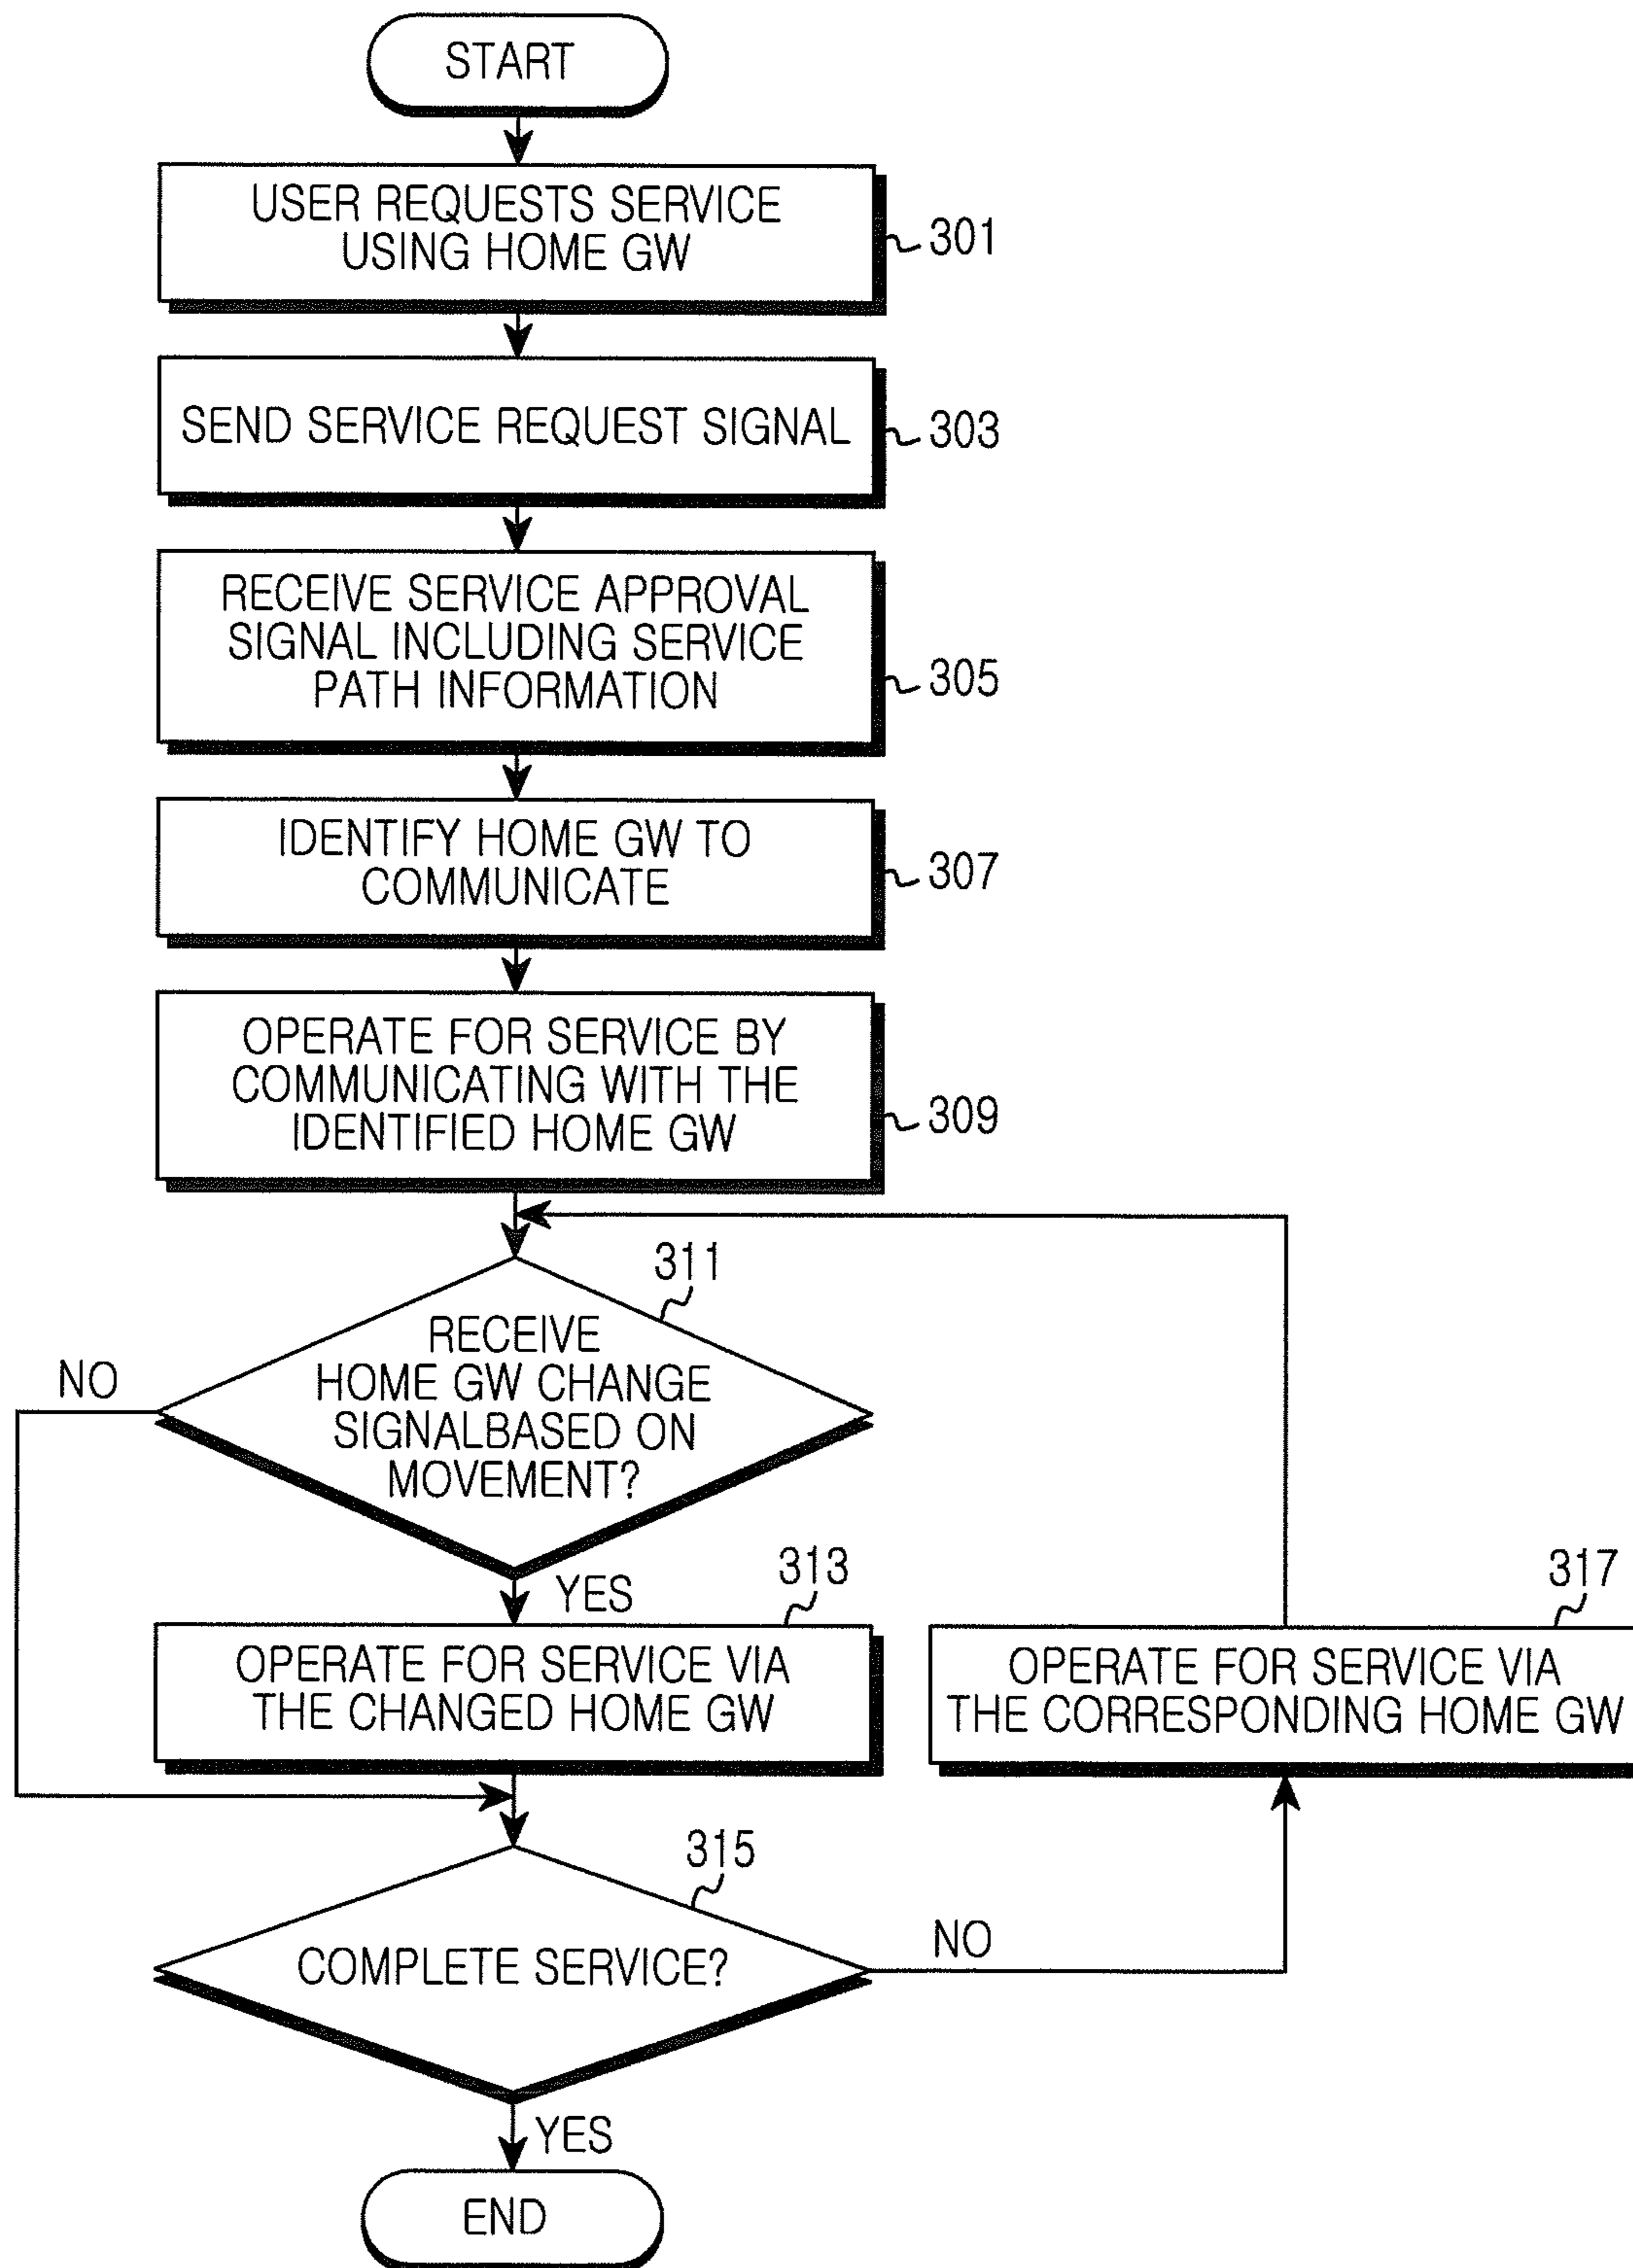 START
USER REQUESTS SERVICE
USING HOME GW
301
SEND SERVICE REQUEST SIGNAL
303
RECEIVE SERVICE APPROVAL
SIGNAL INCLUDING SERVICE
PATH INFORMATION
305
IDENTIFY HOME GW TO
COMMUNICATE
307
OPERATE FOR SERVICE BY
COMMUNICATING WITH THE
IDENTIFIED HOME GW
309
311
RECEIVE
HOME GW CHANGE
SIGNALBASED ON
MOVEMENT?
NO
YES
313
OPERATE FOR SERVICE VIA
THE CHANGED HOME GW
317
OPERATE FOR SERVICE VIA
THE CORRESPONDING HOME GW
315
COMPLETE SERVICE?
NO
YES
END